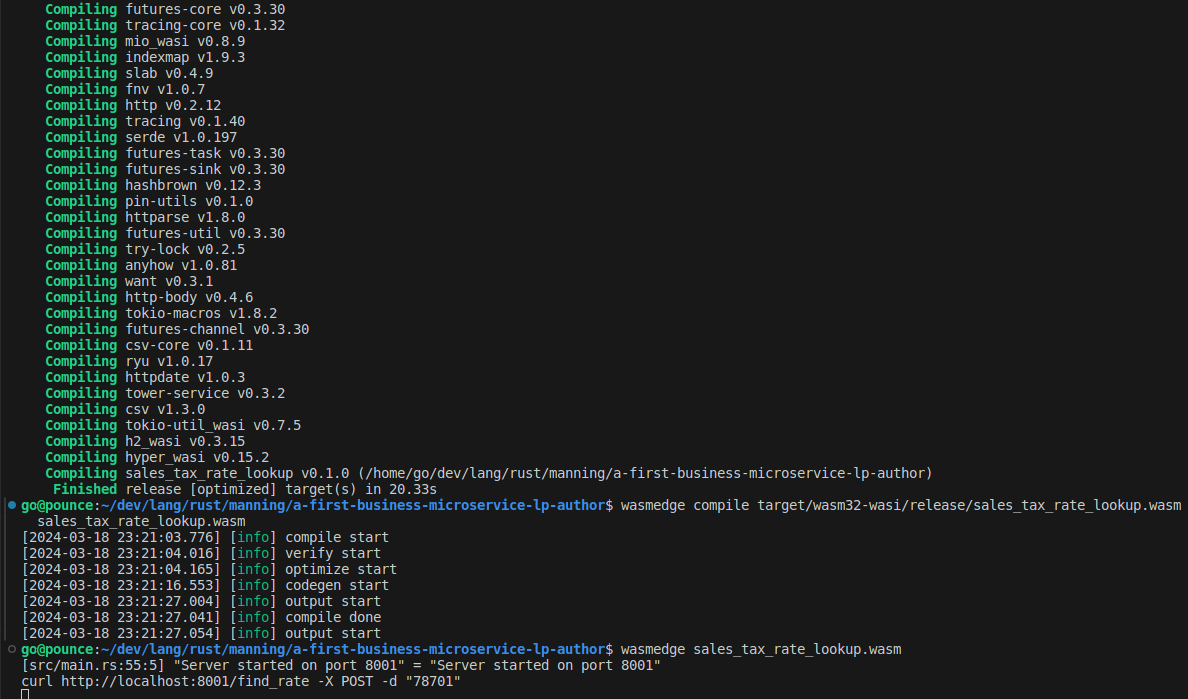 Compiling futures-core v0.3.30
Compiling tracing-core v0.1.32
Compiling mio_wasi v0.8.9
Compiling indexmap v1.9.3
Compiling slab v0.4.9
Compiling fnv v1.0.7
Compiling http v0.2.12
Compiling tracing v0.1.40
Compiling serde v1.0.197
Compiling futures-task v0.3.30
Compiling futures-sink v0.3.30
Compiling hashbrown v0.12.3
Compiling pin-utils v0.1.0
Compiling httparse v1.8.0
Compiling futures-util v0.3.30
Compiling try-lock v0.2.5
Compiling anyhow v1.0.81
Compiling want v0.3.1
Compiling http-body v0.4.6
Compiling tokio-macros v1.8.2
Compiling futures-channel v0.3.30
Compiling csv-core v0.1.11
Compiling ryu v1.0.17
Compiling httpdate v1.0.3
Compiling tower-service v0.3.2
Compiling csv v1.3.0
Compiling tokio-util_wasi v0.7.5
Compiling h2_wasi v0.3.15
Compiling hyper_wasi v0.15.2
Compiling sales_tax_rate_lookup v0.1.0 (/home/go/dev/lang/rust/manning/a-first-business-microservice-lp-author)
Finished release [optimized] target(s) in 20.33s
go@pounce:~/dev/lang/rust/manning/a-first-business-microservice-lp-author$ wasmedge compile target/wasm32-wasi/release/sales_tax_rate_lookup.wasm
sales_tax_rate_lookup.wasm
[2024-03-18 23:21:03.776] [info] compile start
[2024-03-18 23:21:04.016] [info] verify start
[2024-03-18 23:21:04.165] [info] optimize start
[2024-03-18 23:21:16.553] [info] codegen start
[2024-03-18 23:21:27.004] [info] output start
[2024-03-18 23:21:27.041] [info] compile done
[2024-03-18 23:21:27.054] [info] output start
go@pounce:~/dev/lang/rust/manning/a-first-business-microservice-lp-author$ wasmedge sales_tax_rate_lookup.wasm
[src/main.rs:55:5] "Server started on port 8001" = "Server started on port 8001"
curl http://localhost:8001/find_rate -X POST -d "78701"